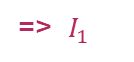 => I₁